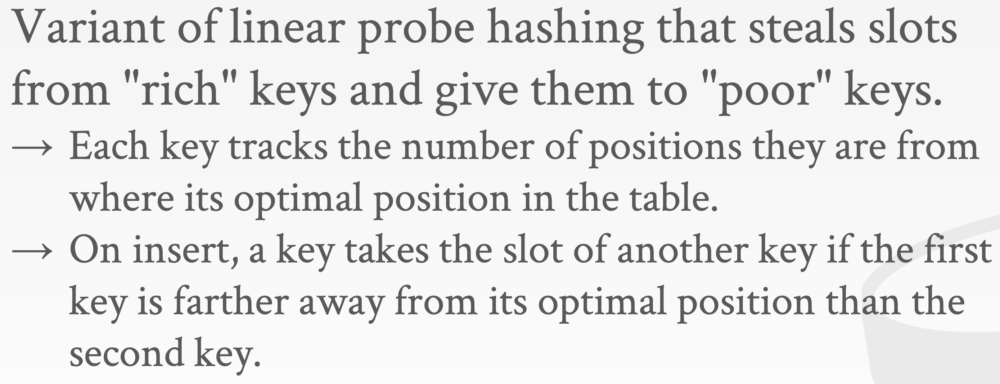 Variant of linear probe hashing that steals slots
from "rich" keys and give them to "poor" keys.
→ Each key tracks the number of positions they are from
where its optimal position in the table.
→ On insert, a key takes the slot of another key if the first
key is farther away from its optimal position than the
second key.